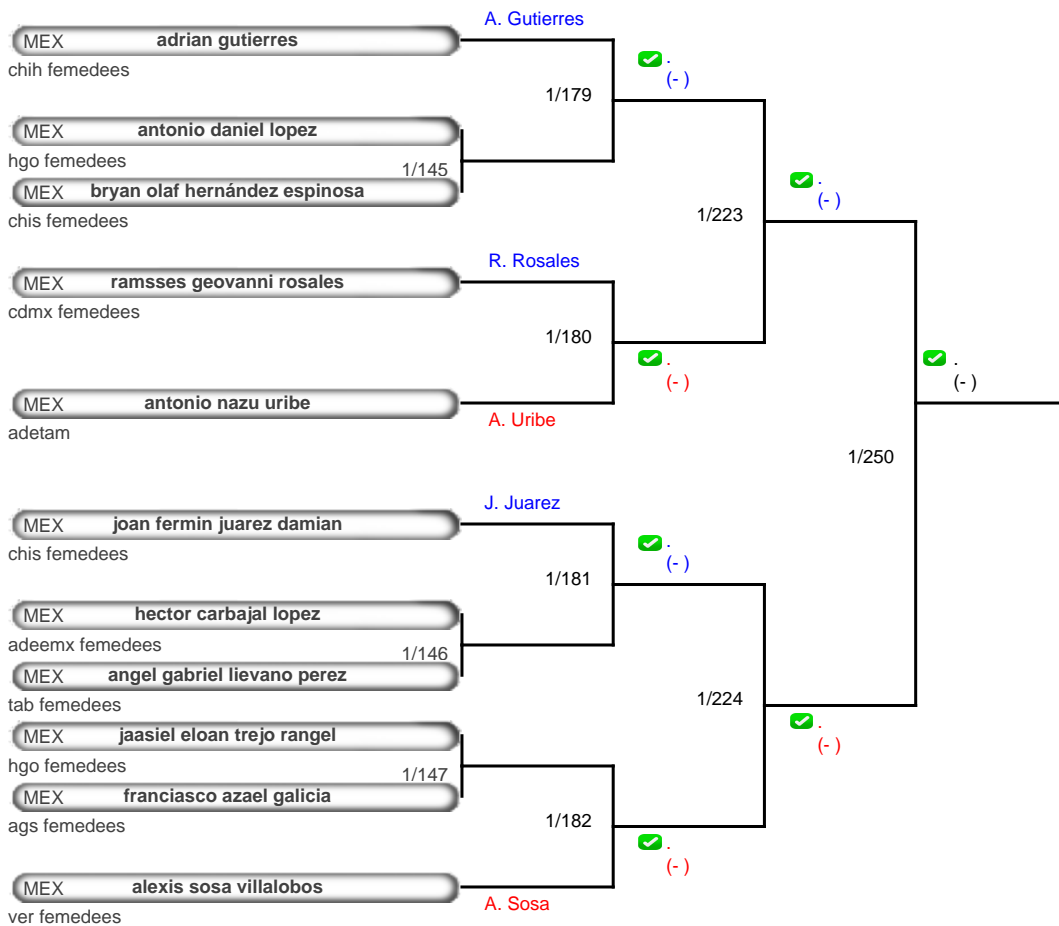 A. Gutierres
MEX adrian gutierres
chih femedees
.
(- )
1/179
MEX antonio daniel lopez
hgo femedees
1/145
MEX bryan olaf hernández espinosa
chis femedees
.
(- )
1/223
R. Rosales
MEX ramsses geovanni rosales
cdmx femedees
1/180
.
(- )
.
(- )
MEX antonio nazu uribe
adetam
A. Uribe
1/250
J. Juarez
MEX joan fermin juarez damian
chis femedees
.
(- )
1/181
MEX hector carbajal lopez
adeemx femedees
1/146
MEX angel gabriel lievano perez
tab femedees
1/224
.
(- )
MEX jaasiel eloan trejo rangel
hgo femedees
1/147
MEX franciasco azael galicia
ags femedees
1/182
.
(- )
MEX alexis sosa villalobos
ver femedees
A. Sosa